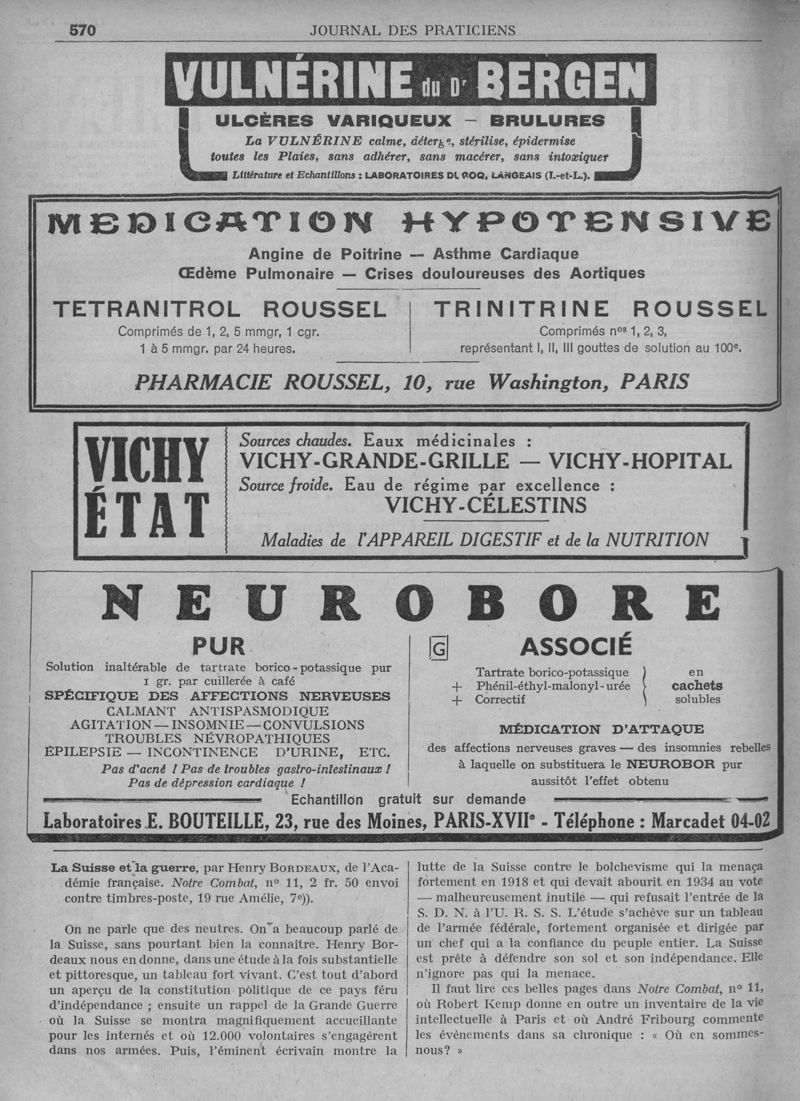 570
JOURNAL DES PRATICIENS
VULNÉRINE du Dr BERGEN
ULCÈRES VARIQUEUX — BRULURES
La VULNÉRINE calme, déterge, stérilise, épidermise
toutes les Plaies, sans adhérer, sans macérer, sans intoxiquer
Littérature et Echantillons : LABORATOIRES LANGEAIS (I.-et-L.).
MEDICATION HYPOTENSIVE
Angine de Poitrine — Asthme Cardiaque
Œdème Pulmonaire — Crises douloureuses des Aortiques
TETRANITROL ROUSSEL
Comprimés de 1, 2, 5 mmgr, 1 cgr.
1 à 5 mmgr. par 24 heures.
TRINITRINE ROUSSEL
Comprimés nos 1, 2, 3,
représentant I, II, III gouttes de solution au 100e.
PHARMACIE ROUSSEL, 10, rue Washington, PARIS
VICHY
ÉTAT
Sources chaudes. Eaux médicinales :
VICHY-GRANDE-GRILLE — VICHY-HOPITAL
Source froide. Eau de régime par excellence :
VICHY-CÉLESTINS
Maladies de l'APPAREIL DIGESTIF et de la NUTRITION
NEUROBORE
PUR
Solution inaltérable de tartrate borico-potassique pur
1 gr. par cuillerée à café
SPÉCIFIQUE DES AFFECTIONS NERVEUSES
CALMANT ANTISPASMODIQUE
AGITATION — INSOMNIE — CONVULSIONS
TROUBLES NÉVROPATHIQUES
ÉPILEPSIE — INCONTINENCE D'URINE, ETC.
Pas d'acné ! Pas de troubles gastro-intestinaux !
Pas de dépression cardiaque !
G ASSOCIÉ
Tartrate borico-potassique } en
+ Phénil-éthyl-malonyl-urée } cachets
+ Correctif } solubles
MÉDICATION D'ATTAQUE
des affections nerveuses graves — des insomnies rebelles
à laquelle on substituera le NEUROBOR pur
aussitôt l'effet obtenu
Echantillon gratuit sur demande
Laboratoires E. BOUTEILLE, 23, rue des Moines, PARIS-XVIIe - Téléphone : Marcadet 04-02
La Suisse et la guerre, par Henry BORDEAUX, de l'Aca-
démie française. Notre Combat, no 11, 2 fr. 50 envoi
contre timbres-poste, 19 rue Amélie, 7e)).
On ne parle que des neutres. On a beaucoup parlé de
la Suisse, sans pourtant bien la connaître. Henry Bor-
deaux nous en donne, dans une étude à la fois substantielle
et pittoresque, un tableau fort vivant. C'est tout d'abord
un aperçu de la constitution politique de ce pays féru
d'indépendance ; ensuite un rappel de la Grande Guerre
où la Suisse se montra magnifiquement accueillante
pour les internés et où 12.000 volontaires s'engagèrent
dans nos armées. Puis, l'éminent écrivain montre la
lutte de la Suisse contre le bolchevisme qui la menaça
fortement en 1918 et qui devait abourit en 1934 au vote
— malheureusement inutile — qui refusait l'entrée de la
S. D. N. à l'U. R. S. S. L'étude s'achève sur un tableau
de l'armée fédérale, fortement organisée et dirigée par
un chef qui a la confiance du peuple entier. La Suisse
est prête à défendre son sol et son indépendance. Elle
n'ignore pas qui la menace.
Il faut lire ces belles pages dans Notre Combat, no 11,
où Robert Kemp donne en outre un inventaire de la vie
intellectuelle à Paris et où André Fribourg commente
les évènements dans sa chronique : « Où en sommes-
nous? »